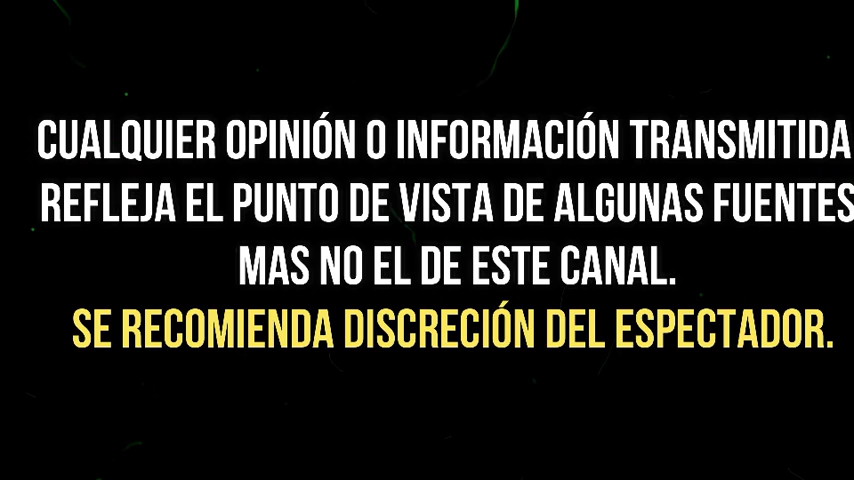 CUALQUIER OPINIÓN O INFORMACIÓN TRANSMITIDA
REFLEJA EL PUNTO DE VISTA DE ALGUNAS FUENTES
MAS NO EL DE ESTE CANAL.
SE RECOMIENDA DISCRECIÓN DEL ESPECTADOR.